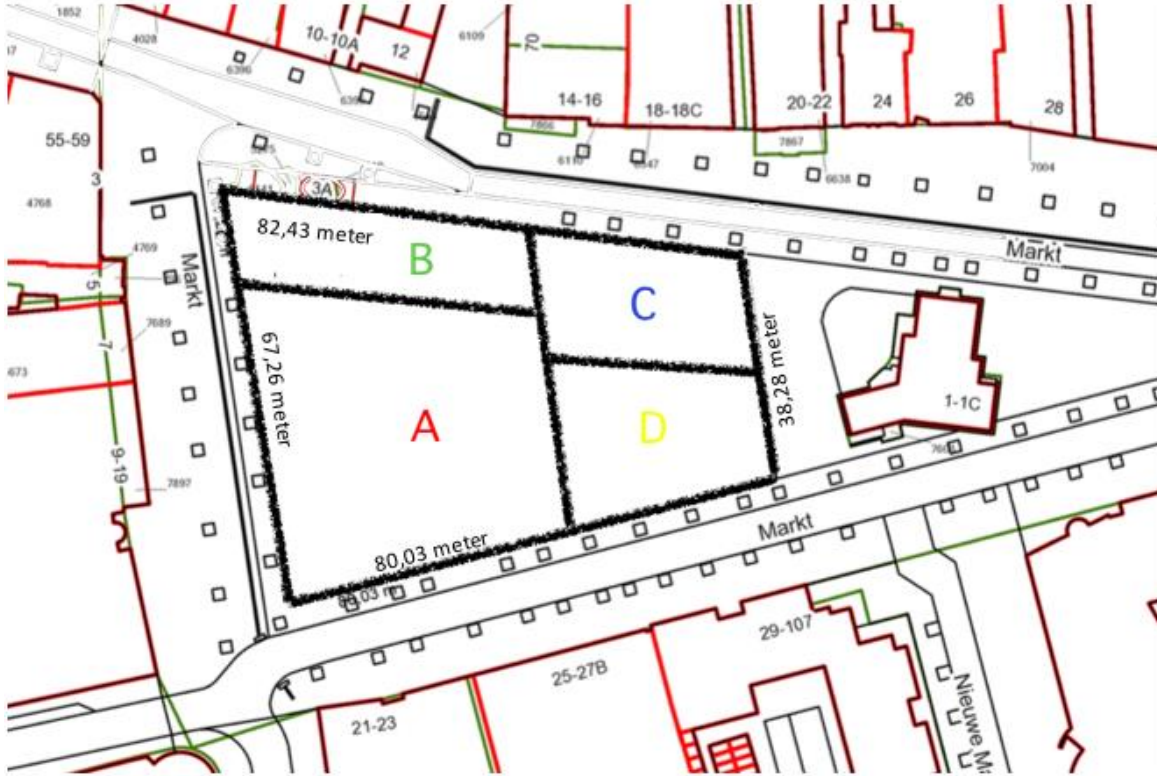 1852
4028
10-10A
12
6109
70
6396
14-16
18-18C
20-22
24
26
28
7866
7867
55-59
3
6638
7004
4768
3A
82,43 meter
B
Markt
4769
5
Markt
C
7689
7
67,26 meter
38,28 meter
A
D
1-1C
9-19
7897
80,03 meter
Markt
29-107
25-27B
21-23
Nieuwe Ma